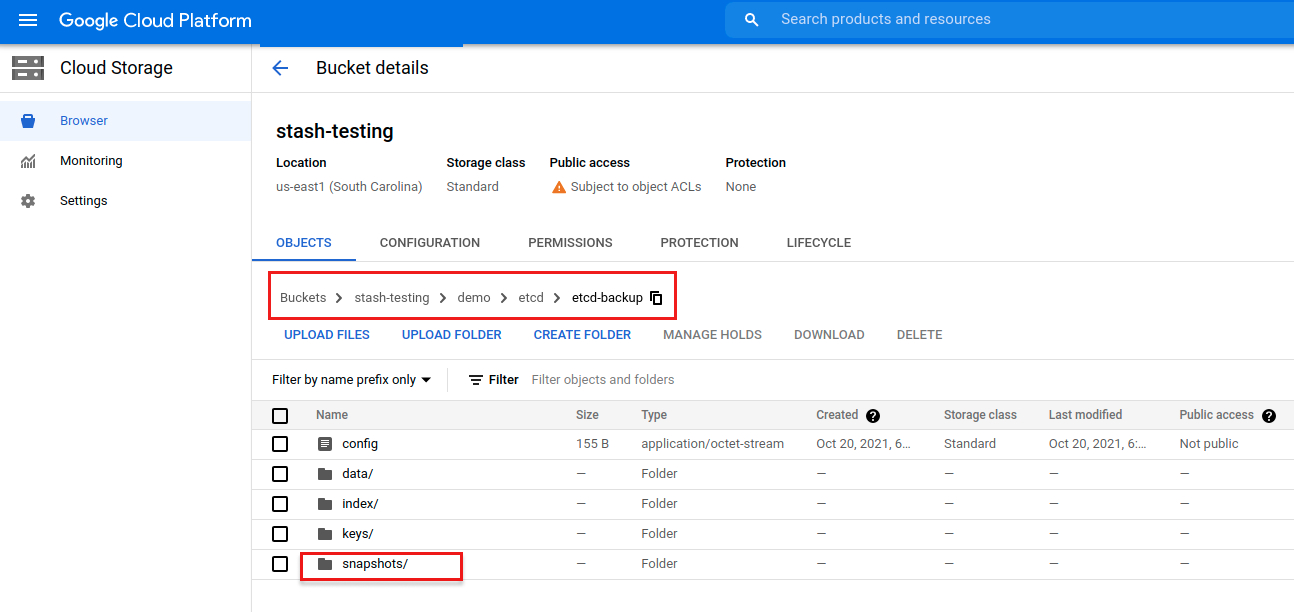 Google Cloud Platform
Search products and resources
Cloud Storage
Bucket details
Browser
Monitoring
Settings
stash-testing
Location Storage class Public access Protection
us-east1 (South Carolina) Standard Subject to object ACLs None
OBJECTS CONFIGURATION PERMISSIONS PROTECTION LIFECYCLE
Buckets > stash-testing > demo > etcd > etcd-backup
UPLOAD FILES UPLOAD FOLDER CREATE FOLDER MANAGE HOLDS DOWNLOAD DELETE
Filter by name prefix only Filter Filter objects and folders
Name Size Type Created Storage class Last modified Public access
config 155 B application/octet-stream Oct 20, 2021, 6... Standard Oct 20, 2021, 6:... Not public
data/ — Folder — — — —
index/ — Folder — — — —
keys/ — Folder — — — —
snapshots/ — Folder — — — —